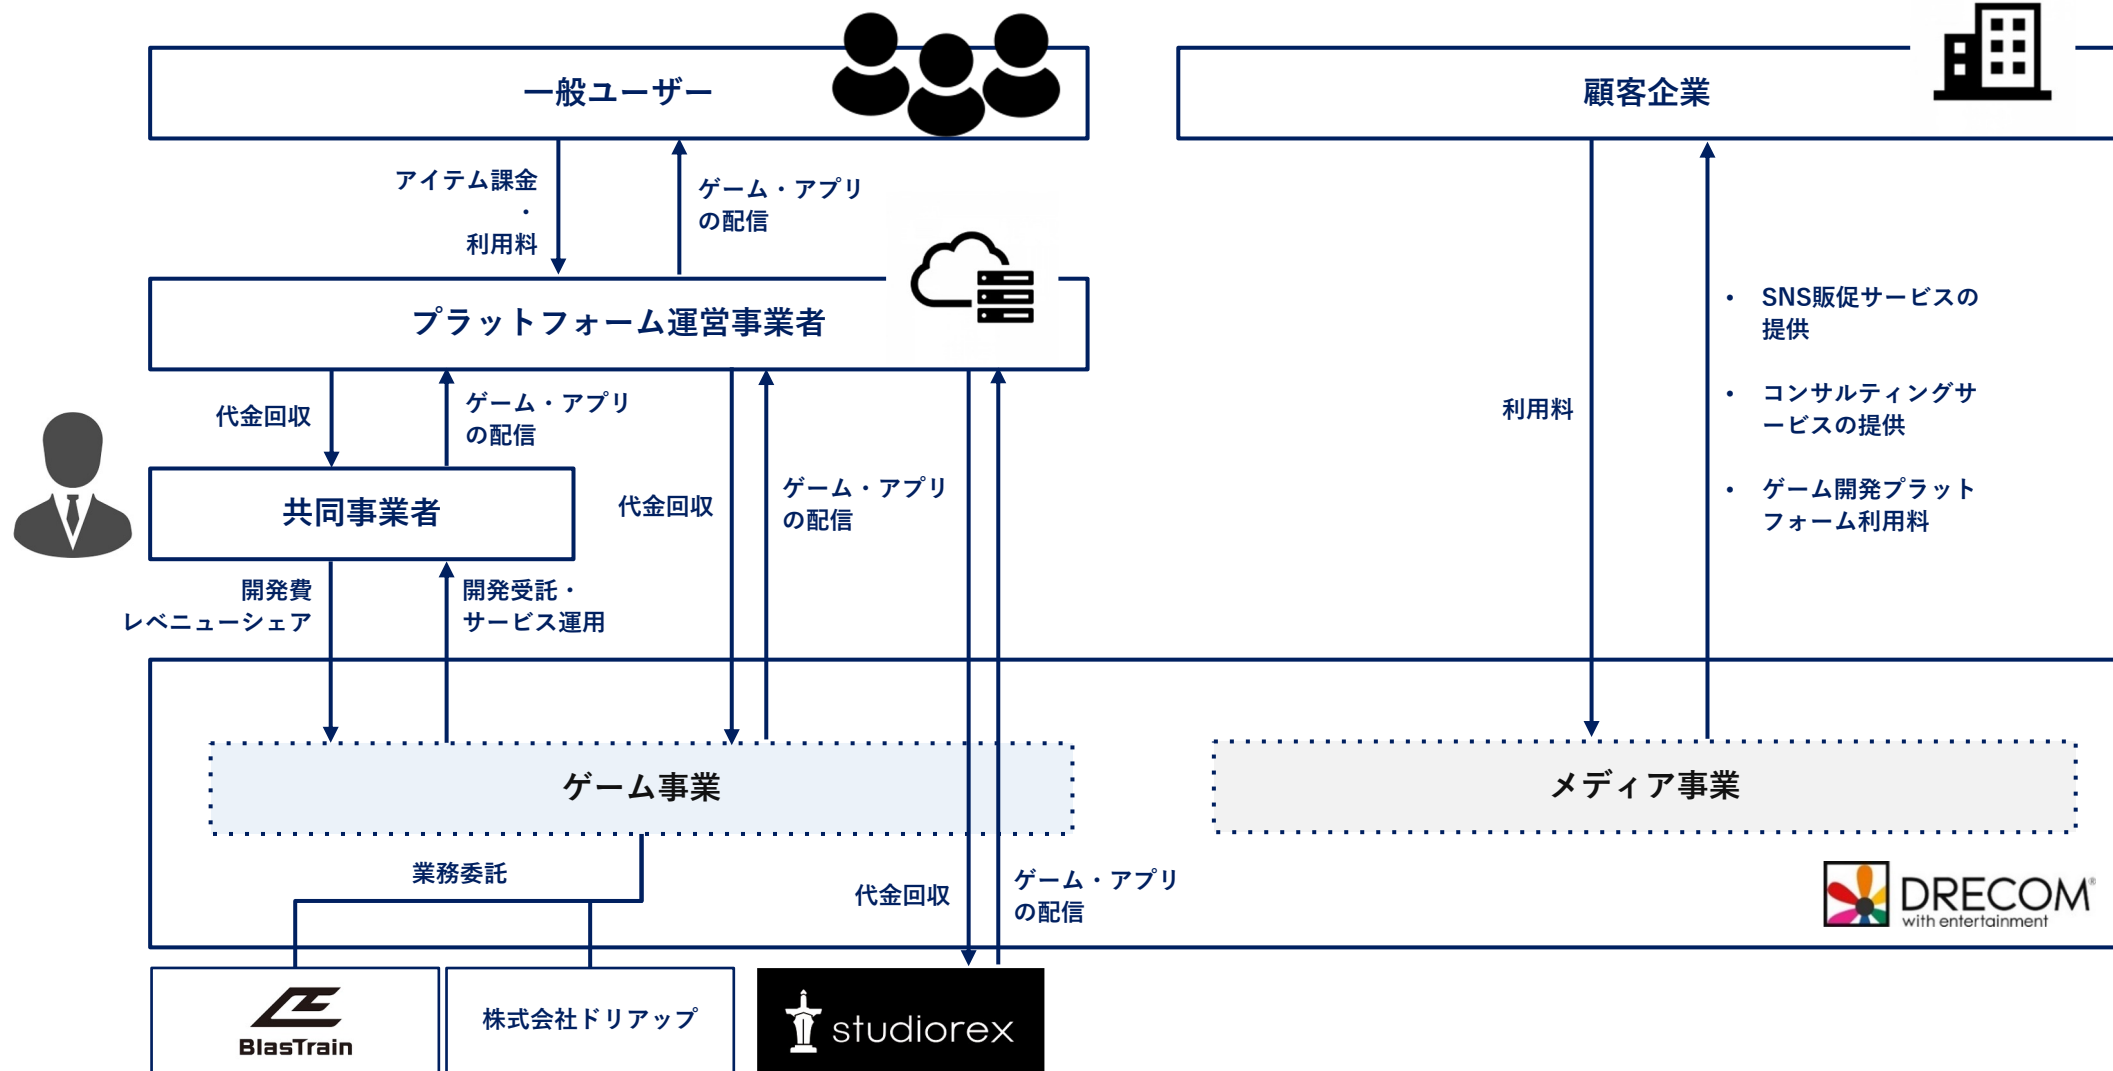 一般ユーザー
顧客企業
アイテム課金
・
利用料
ゲーム・アプリ
の配信
プラットフォーム運営事業者
代金回収
ゲーム・アプリ
の配信
共同事業者
代金回収
ゲーム・アプリ
の配信
利用料
• SNS販促サービスの
提供
• コンサルティングサ
ービスの提供
• ゲーム開発プラット
フォーム利用料
開発費
レベニューシェア
開発受託・
サービス運用
ゲーム事業
メディア事業
業務委託
代金回収
ゲーム・アプリ
の配信
DRECOM®
with entertainment
BlasTrain
株式会社ドリアップ
studiorex